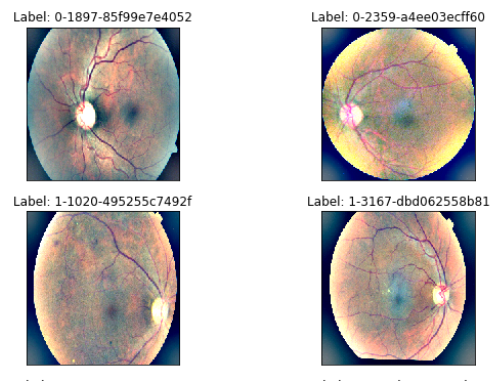 Label: 0-1897-85f99e7e4052
Label: 0-2359-a4ee03ecff60
Label: 1-1020-495255c7492f
Label: 1-3167-dbd062558b81